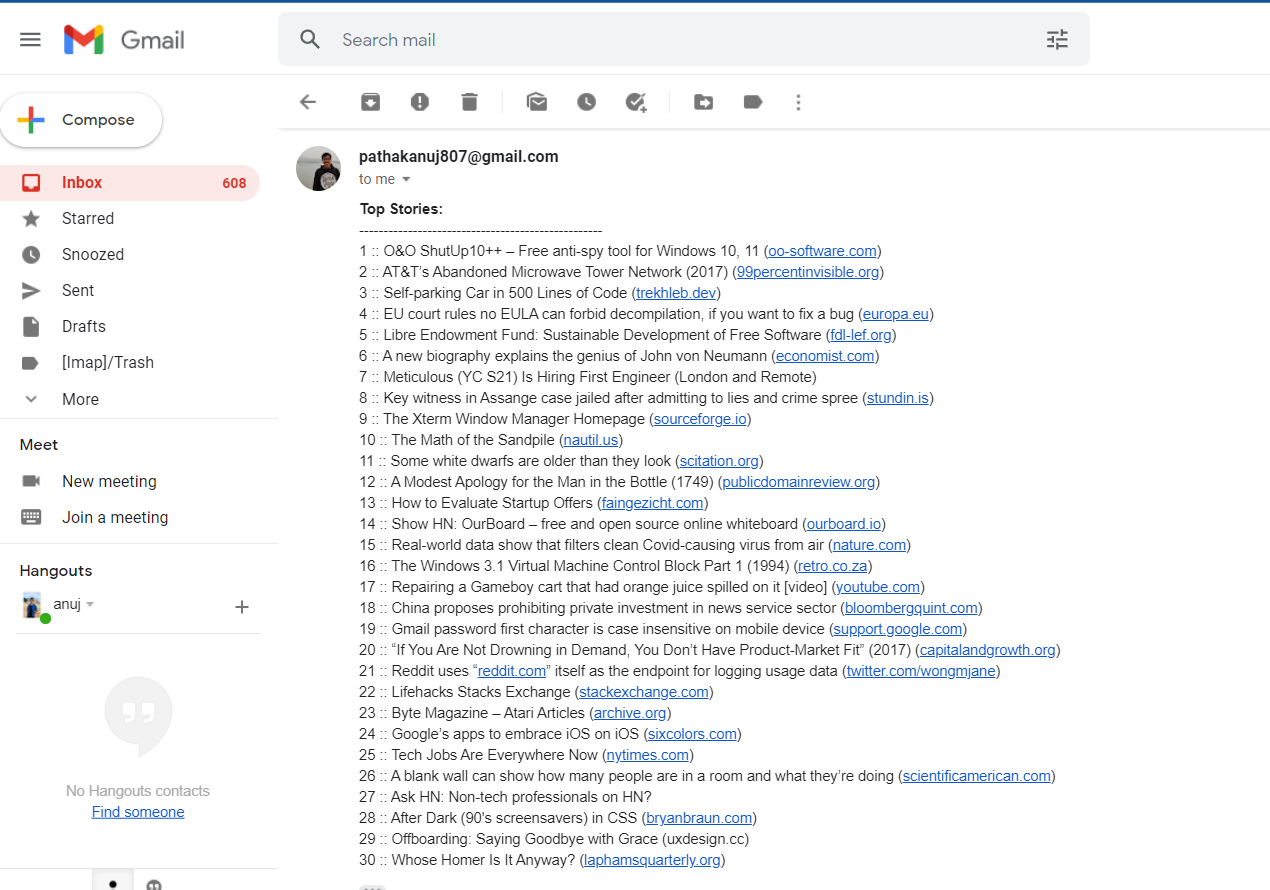 Gmail
Search mail
Compose
Inbox 608
Starred
Snoozed
Sent
Drafts
[Imap]/Trash
More
Meet
New meeting
Join a meeting
Hangouts
anuj
No Hangouts contacts
Find someone
pathakanuj807@gmail.com
to me
Top Stories:
--------------------------------------------------
1 :: O&O ShutUp10++ – Free anti-spy tool for Windows 10, 11 (oo-software.com)
2 :: AT&T's Abandoned Microwave Tower Network (2017) (99percentinvisible.org)
3 :: Self-parking Car in 500 Lines of Code (trekhleb.dev)
4 :: EU court rules no EULA can forbid decompilation, if you want to fix a bug (europa.eu)
5 :: Libre Endowment Fund: Sustainable Development of Free Software (fdl-lef.org)
6 :: A new biography explains the genius of John von Neumann (economist.com)
7 :: Meticulous (YC S21) Is Hiring First Engineer (London and Remote)
8 :: Key witness in Assange case jailed after admitting to lies and crime spree (stundin.is)
9 :: The Xterm Window Manager Homepage (sourceforge.io)
10 :: The Math of the Sandpile (nautil.us)
11 :: Some white dwarfs are older than they look (scitation.org)
12 :: A Modest Apology for the Man in the Bottle (1749) (publicdomainreview.org)
13 :: How to Evaluate Startup Offers (faingezicht.com)
14 :: Show HN: OurBoard – free and open source online whiteboard (ourboard.io)
15 :: Real-world data show that filters clean Covid-causing virus from air (nature.com)
16 :: The Windows 3.1 Virtual Machine Control Block Part 1 (1994) (retro.co.za)
17 :: Repairing a Gameboy cart that had orange juice spilled on it [video] (youtube.com)
18 :: China proposes prohibiting private investment in news service sector (bloombergquint.com)
19 :: Gmail password first character is case insensitive on mobile device (support.google.com)
20 :: “If You Are Not Drowning in Demand, You Don’t Have Product-Market Fit” (2017) (capitalandgrowth.org)
21 :: Reddit uses “reddit.com” itself as the endpoint for logging usage data (twitter.com/wongmjane)
22 :: Lifehacks Stacks Exchange (stackexchange.com)
23 :: Byte Magazine – Atari Articles (archive.org)
24 :: Google’s apps to embrace iOS on iOS (sixcolors.com)
25 :: Tech Jobs Are Everywhere Now (nytimes.com)
26 :: A blank wall can show how many people are in a room and what they’re doing (scientificamerican.com)
27 :: Ask HN: Non-tech professionals on HN?
28 :: After Dark (90's screensavers) in CSS (bryanbraun.com)
29 :: Offboarding: Saying Goodbye with Grace (uxdesign.cc)
30 :: Whose Homer Is It Anyway? (laphamsquarterly.org)